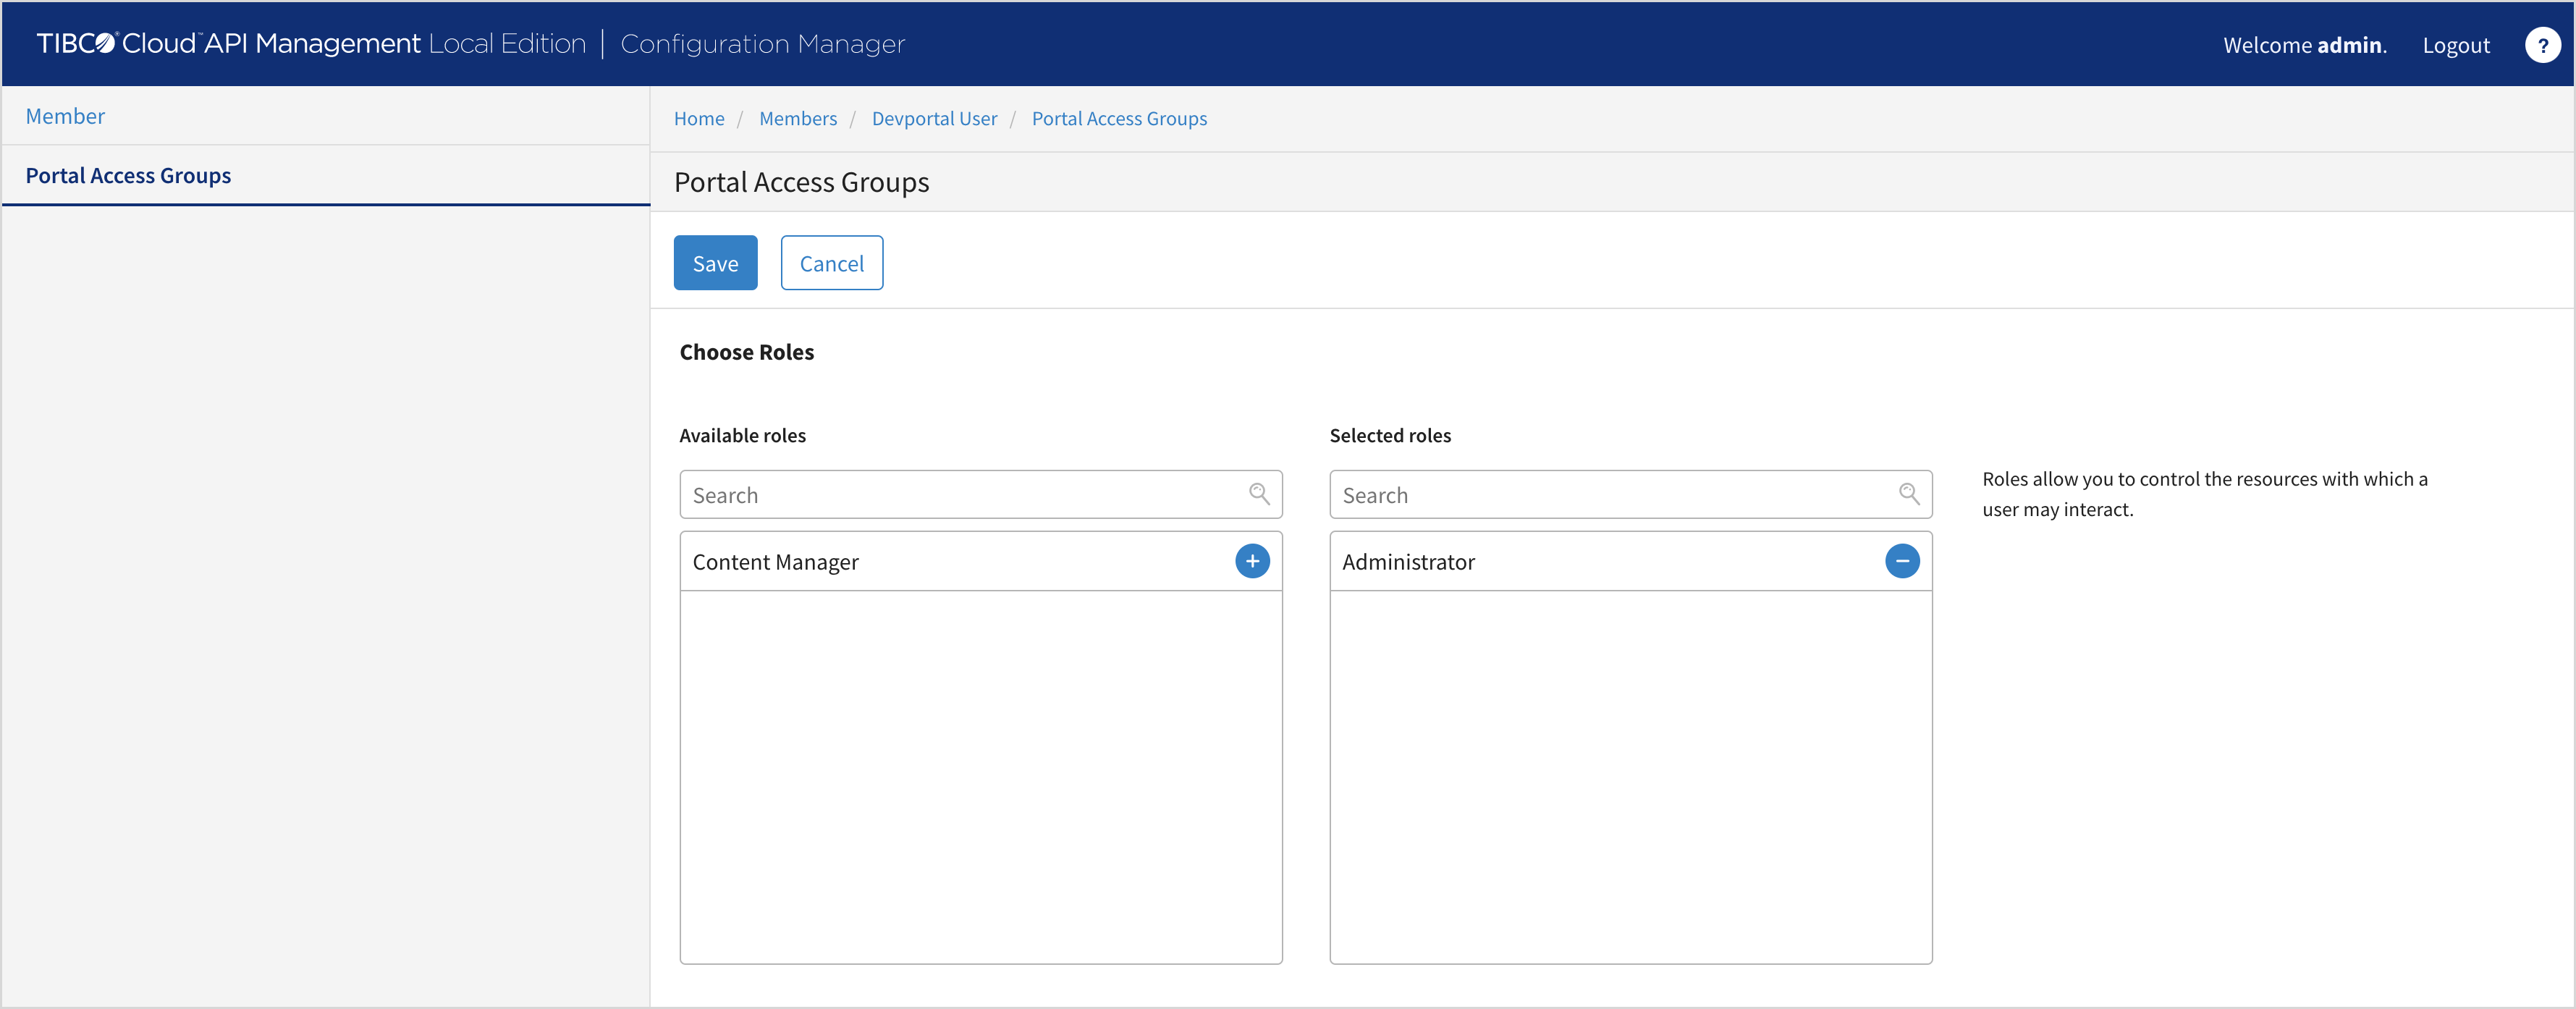 TIBCO® Cloud™ API Management Local Edition | Configuration Manager
Welcome admin. Logout ?
Member
Portal Access Groups
Home / Members / Devportal User / Portal Access Groups
Portal Access Groups
Save Cancel
Choose Roles
Available roles
Search
Content Manager
Selected roles
Search
Administrator
Roles allow you to control the resources with which a
user may interact.